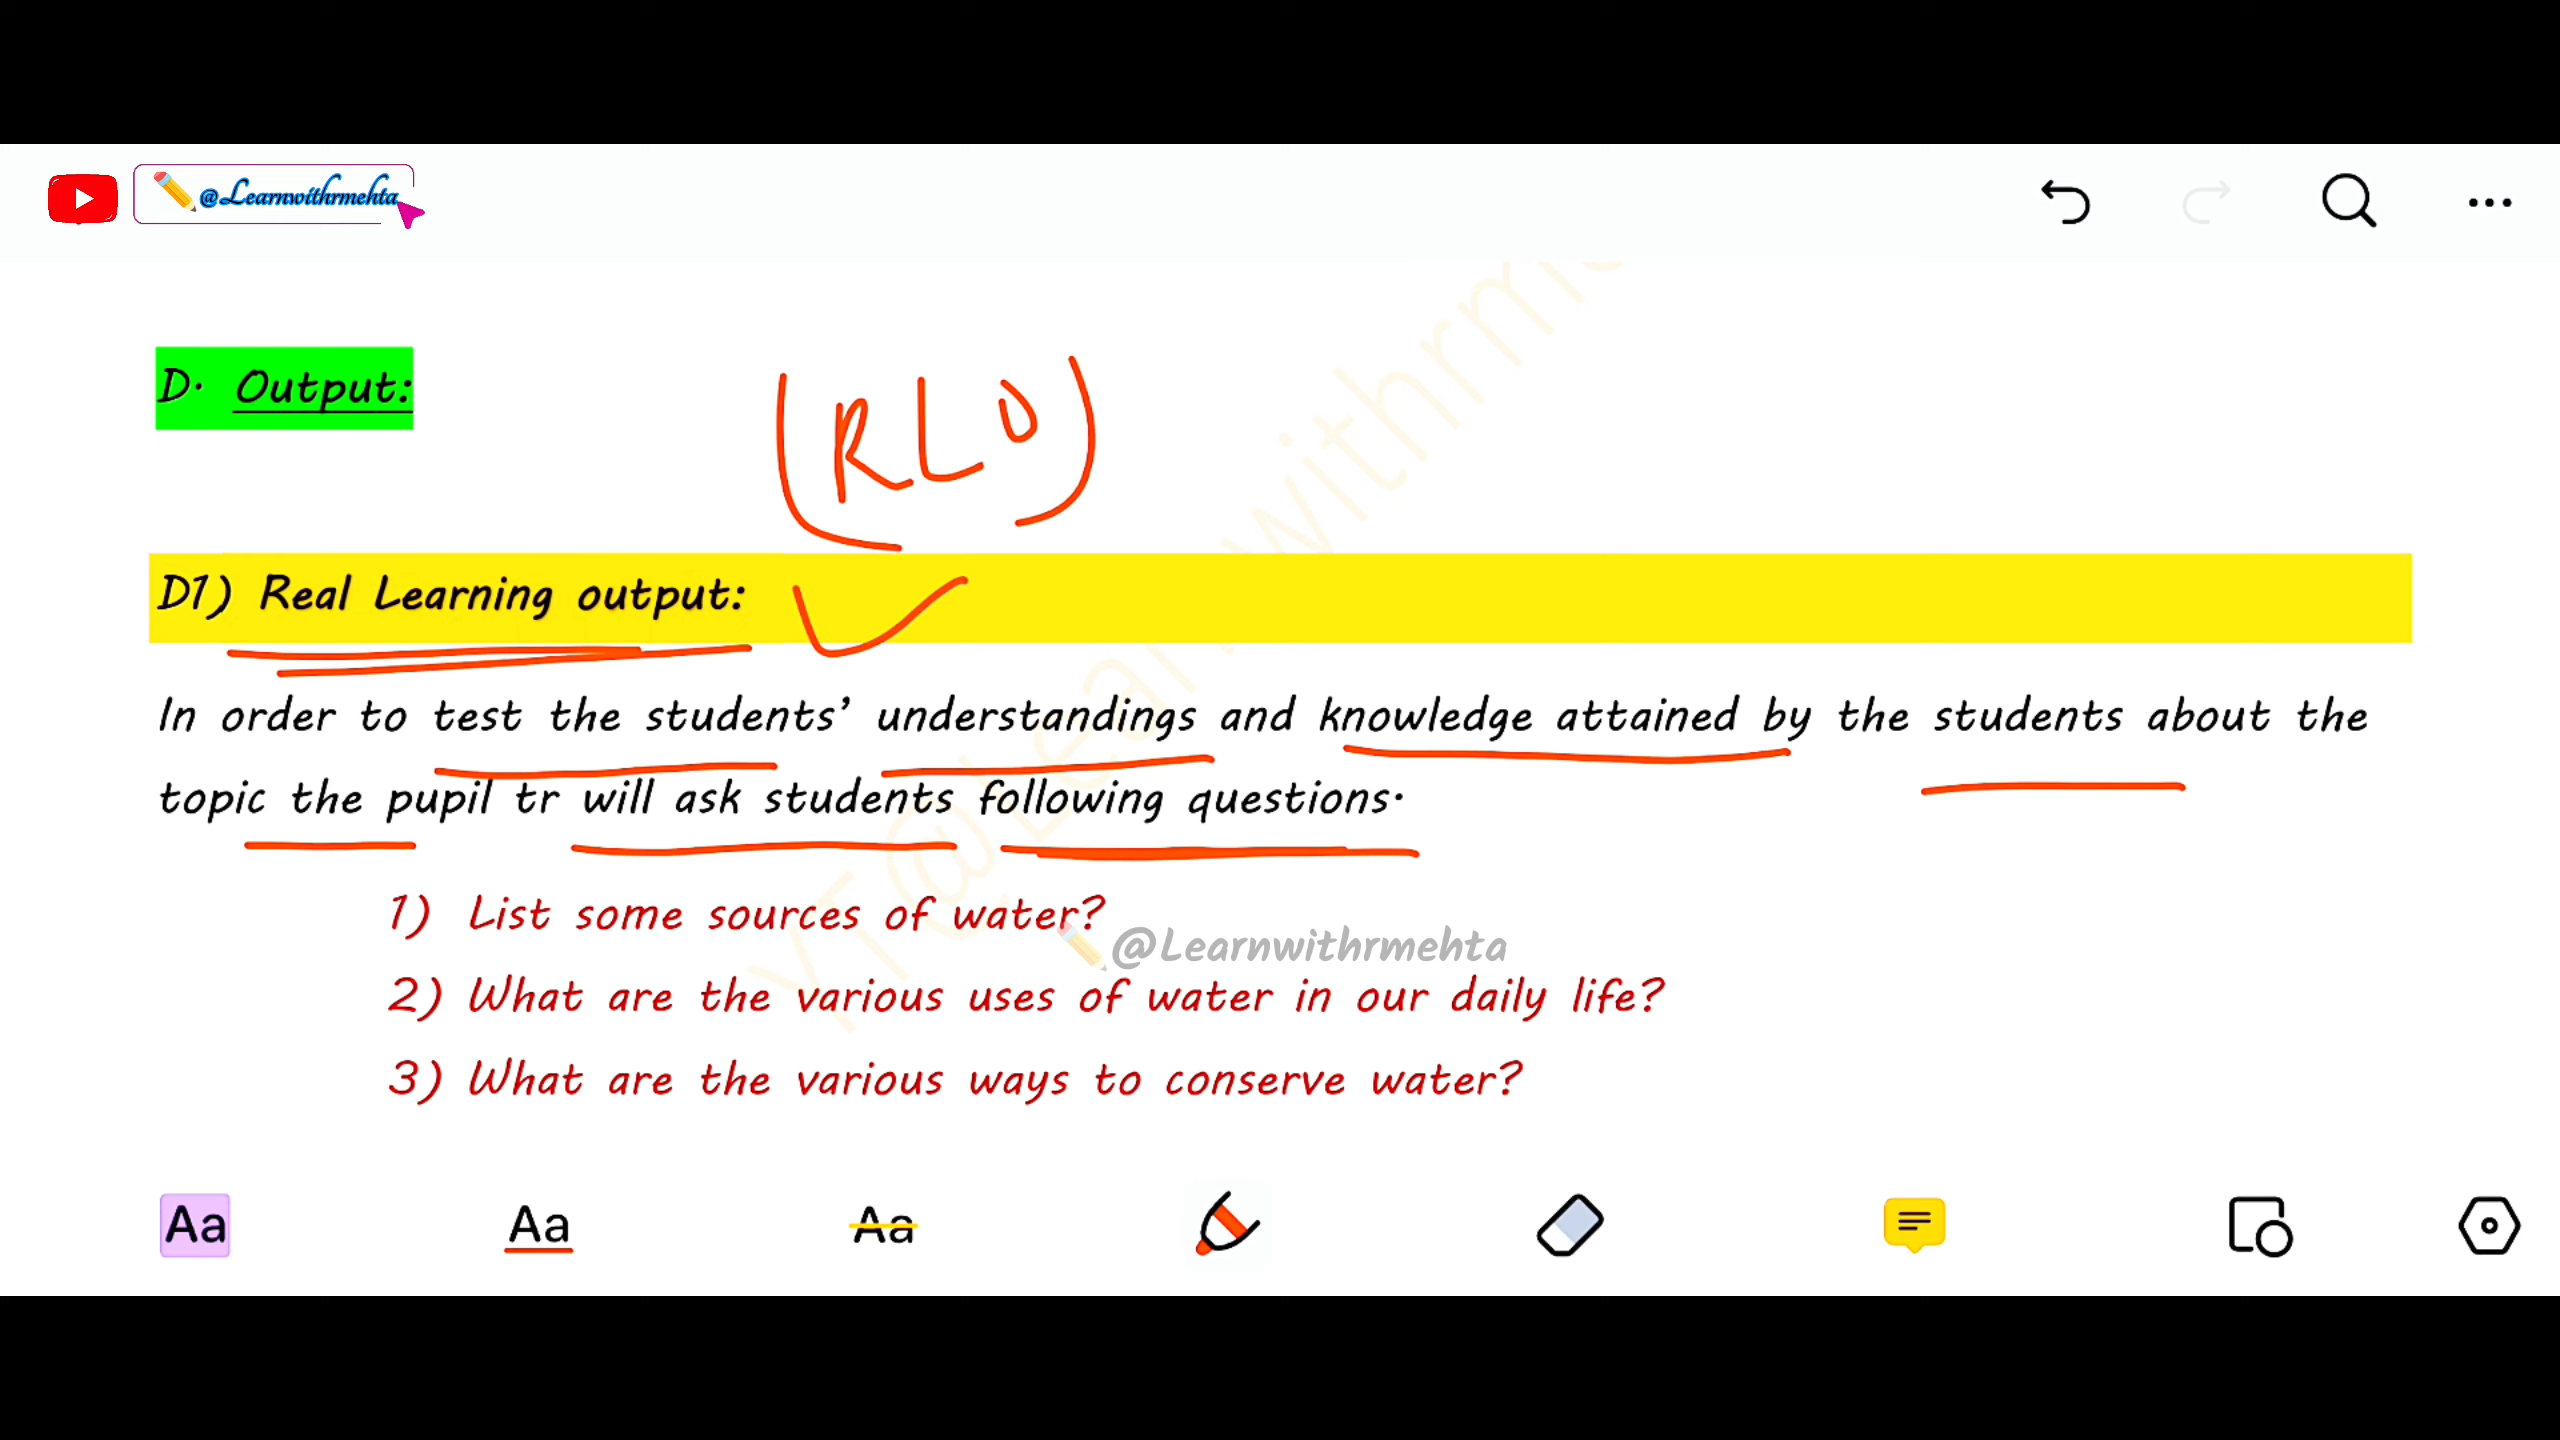 @Learnwithrmehta
D. Output:
(RLO)
D1) Real Learning output:
In order to test the students’ understandings and knowledge attained by the students about the
topic the pupil tr will ask students following questions.
1) List some sources of water?
@Learnwithrmehta
2) What are the various uses of water in our daily life?
3) What are the various ways to conserve water?
YT@Learnwithrm
Aa Aa Aa